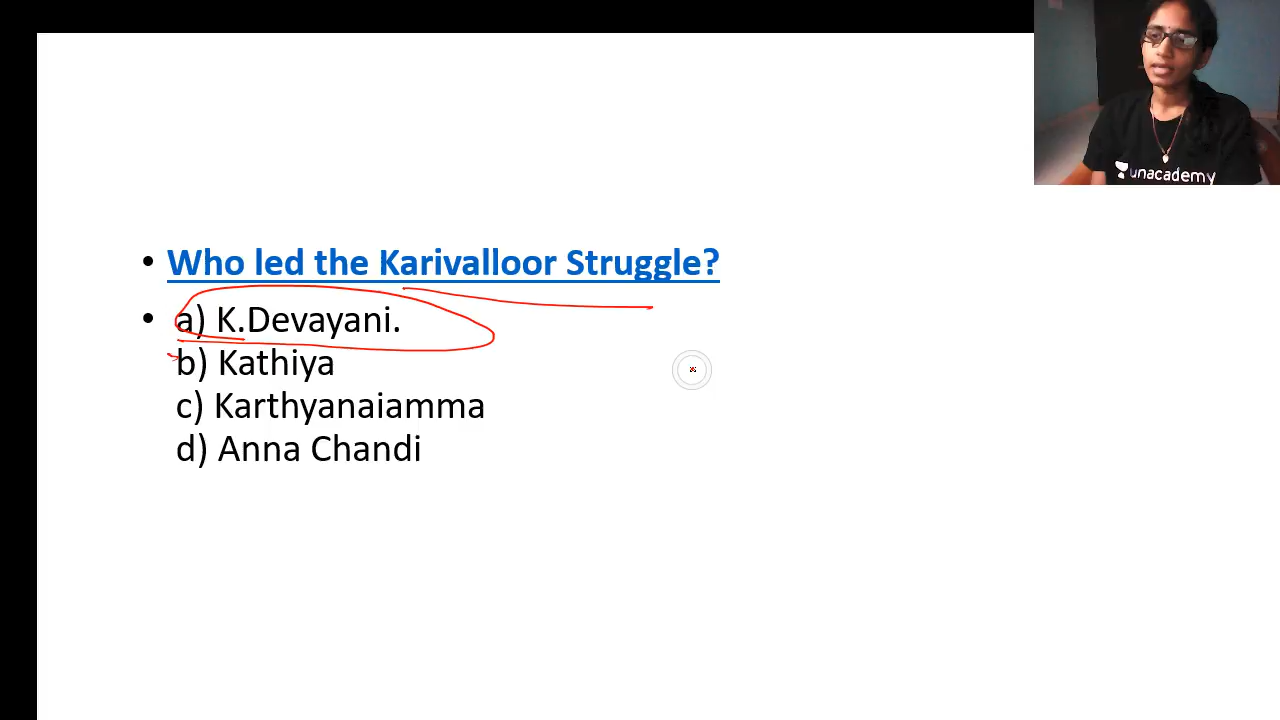 unacademy
• Who led the Karivalloor Struggle?
• a) K.Devayani.
b) Kathiya
c) Karthyanaiamma
d) Anna Chandi